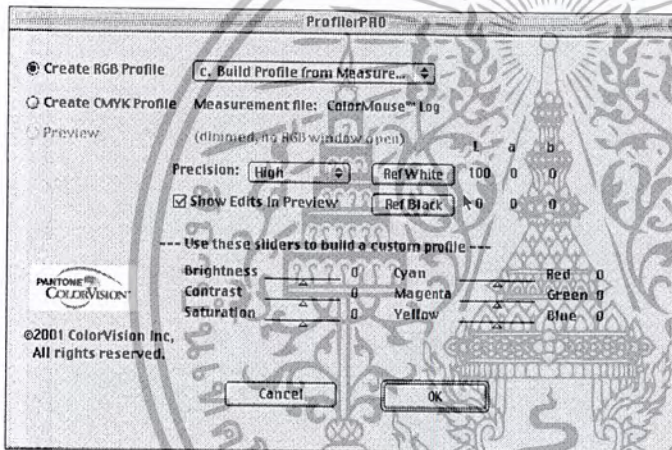 ProfilerPRO
Create RGB Profile
c. Build Profile from Measure...
Create CMYK Profile
Measurement file: ColorMouse™ Log
Preview
(dimmed, no RGB window open)
L a b
Precision: High Ref White 100 0 0
Show Edits in Preview Ref Black 0 0 0
--- Use these sliders to build a custom profile ---
Brightness 0 Cyan Red 0
Contrast 0 Magenta Green 0
Saturation 0 Yellow Blue 0
PANTONE
COLORVISION
©2001 ColorVision Inc,
All rights reserved.
Cancel OK